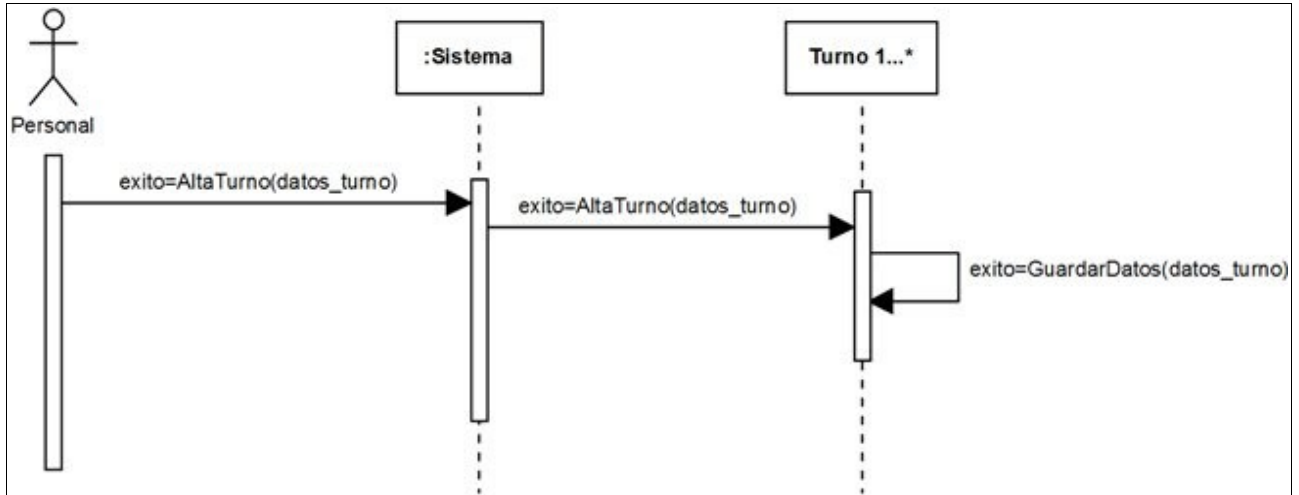 :Sistema
Turno 1...*
Personal
exito=AltaTurno(datos_turno)
exito=AltaTurno(datos_turno)
exito=GuardarDatos(datos_turno)